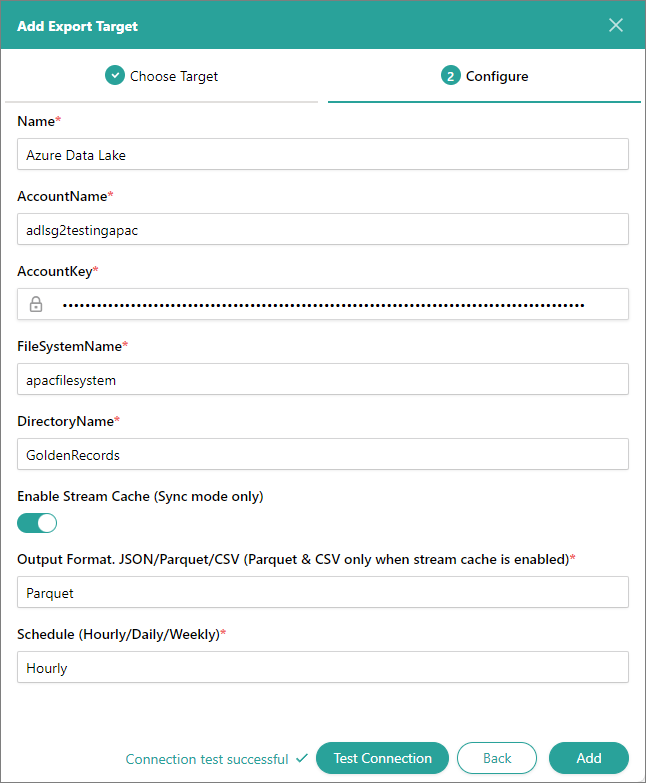 Add Export Target
Choose Target
2 Configure
Name*
Azure Data Lake
AccountName*
adlsg2testingapac
AccountKey*
FileSystemName*
apacfilesystem
DirectoryName*
GoldenRecords
Enable Stream Cache (Sync mode only)
Output Format. JSON/Parquet/CSV (Parquet & CSV only when stream cache is enabled)*
Parquet
Schedule (Hourly/Daily/Weekly)*
Hourly
Connection test successful
Test Connection
Back
Add